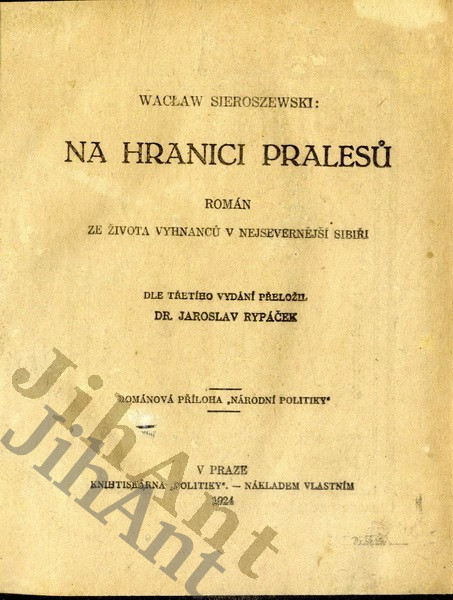 WACŁAW SIEROSZEWSKI:
NA HRANICI PRALESŮ
ROMÁN
ZE ŽIVOTA VYHNANCŮ V NEJSEVERNĚJŠÍ SIBIŘI
DLE TŘETÍHO VYDÁNÍ PŘELOŽIL
DR. JAROSLAV RYPÁČEK
ROMÁNOVÁ PŘÍLOHA „NÁRODNÍ POLITIKY“
V PRAZE
KNIHTISKÁRNA „POLITIKY“. — NÁKLADEM VLASTNÍM
1924
JihAnt
JihAnt